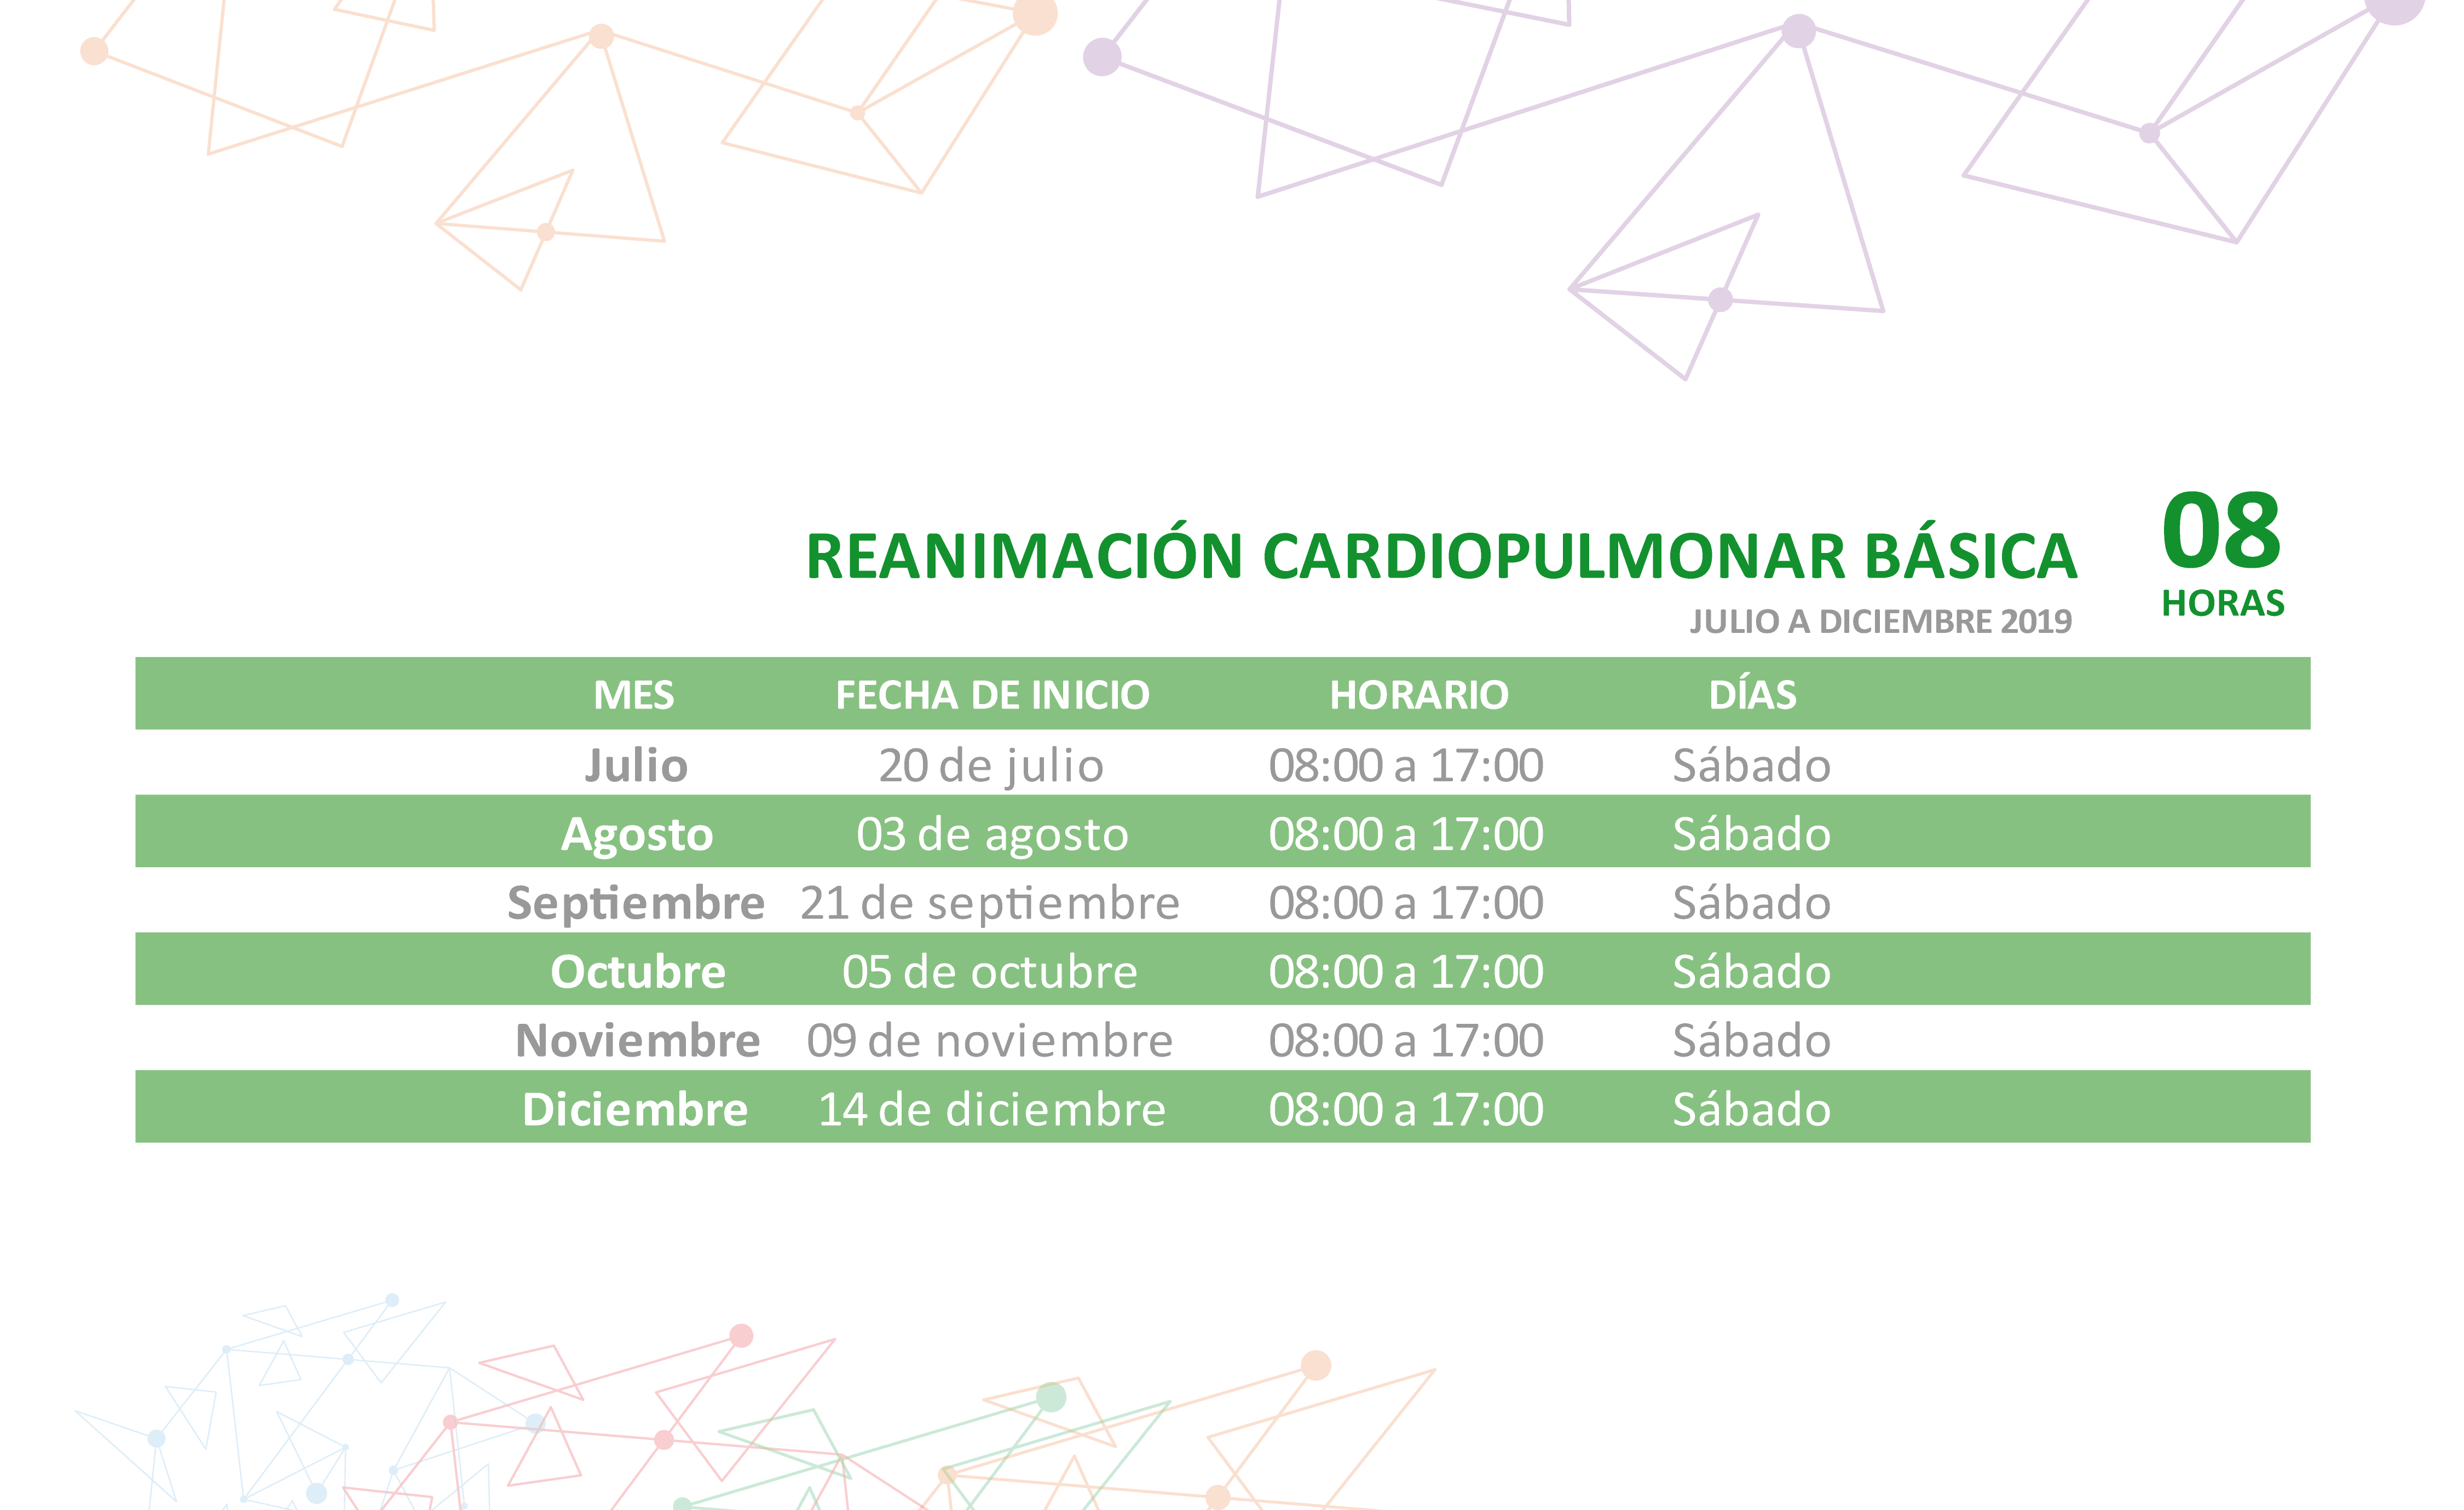 REANIMACIÓN CARDIOPULMONAR BÁSICA
08
HORAS
JULIO A DICIEMBRE 2019
MES FECHA DE INICIO HORARIO DÍAS
Julio 20 de julio 08:00 a 17:00 Sábado
Agosto 03 de agosto 08:00 a 17:00 Sábado
Septiembre 21 de septiembre 08:00 a 17:00 Sábado
Octubre 05 de octubre 08:00 a 17:00 Sábado
Noviembre 09 de noviembre 08:00 a 17:00 Sábado
Diciembre 14 de diciembre 08:00 a 17:00 Sábado